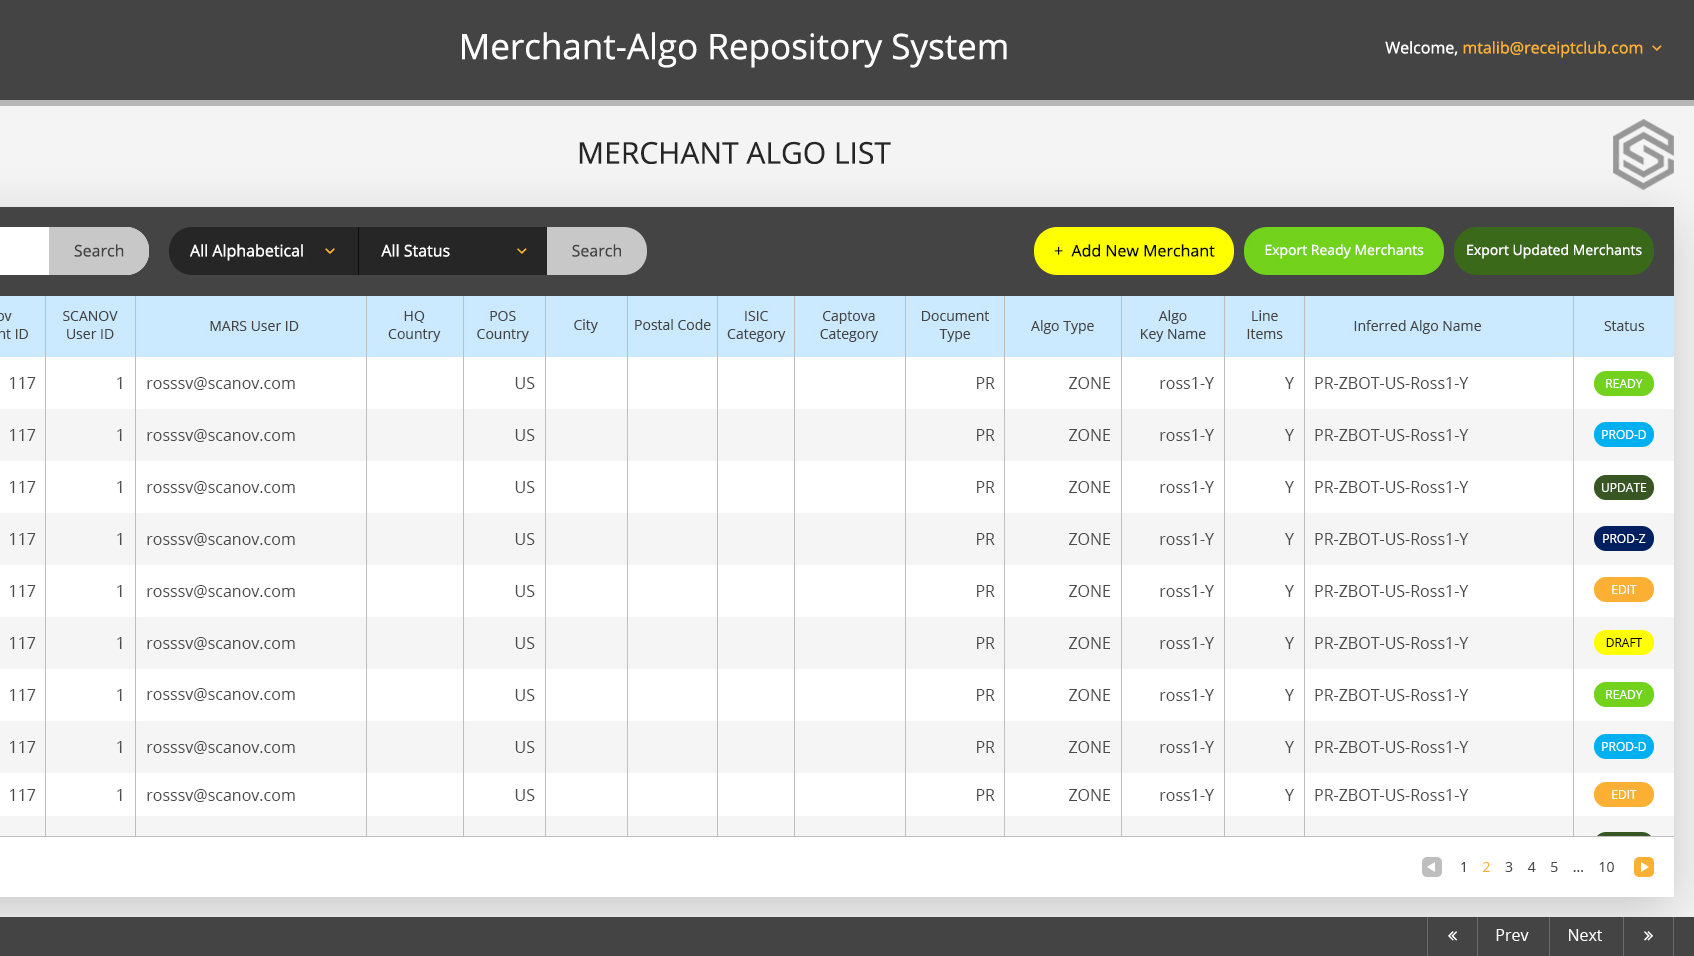 Merchant-Algo Repository System
Welcome, mtalib@receiptclub.com
MERCHANT ALGO LIST
Search All Alphabetical All Status Search + Add New Merchant Export Ready Merchants Export Updated Merchants
SCANOV User ID MARS User ID HQ Country POS Country City Postal Code ISIC Category Captova Category Document Type Algo Type Algo Key Name Line Items Inferred Algo Name Status
117 1 rosssv@scanov.com US PR ZONE ross1-Y Y PR-ZBOT-US-Ross1-Y READY
117 1 rosssv@scanov.com US PR ZONE ross1-Y Y PR-ZBOT-US-Ross1-Y PROD-D
117 1 rosssv@scanov.com US PR ZONE ross1-Y Y PR-ZBOT-US-Ross1-Y UPDATE
117 1 rosssv@scanov.com US PR ZONE ross1-Y Y PR-ZBOT-US-Ross1-Y PROD-Z
117 1 rosssv@scanov.com US PR ZONE ross1-Y Y PR-ZBOT-US-Ross1-Y EDIT
117 1 rosssv@scanov.com US PR ZONE ross1-Y Y PR-ZBOT-US-Ross1-Y DRAFT
117 1 rosssv@scanov.com US PR ZONE ross1-Y Y PR-ZBOT-US-Ross1-Y READY
117 1 rosssv@scanov.com US PR ZONE ross1-Y Y PR-ZBOT-US-Ross1-Y PROD-D
117 1 rosssv@scanov.com US PR ZONE ross1-Y Y PR-ZBOT-US-Ross1-Y EDIT
1 2 3 4 5 ... 10
« Prev Next »